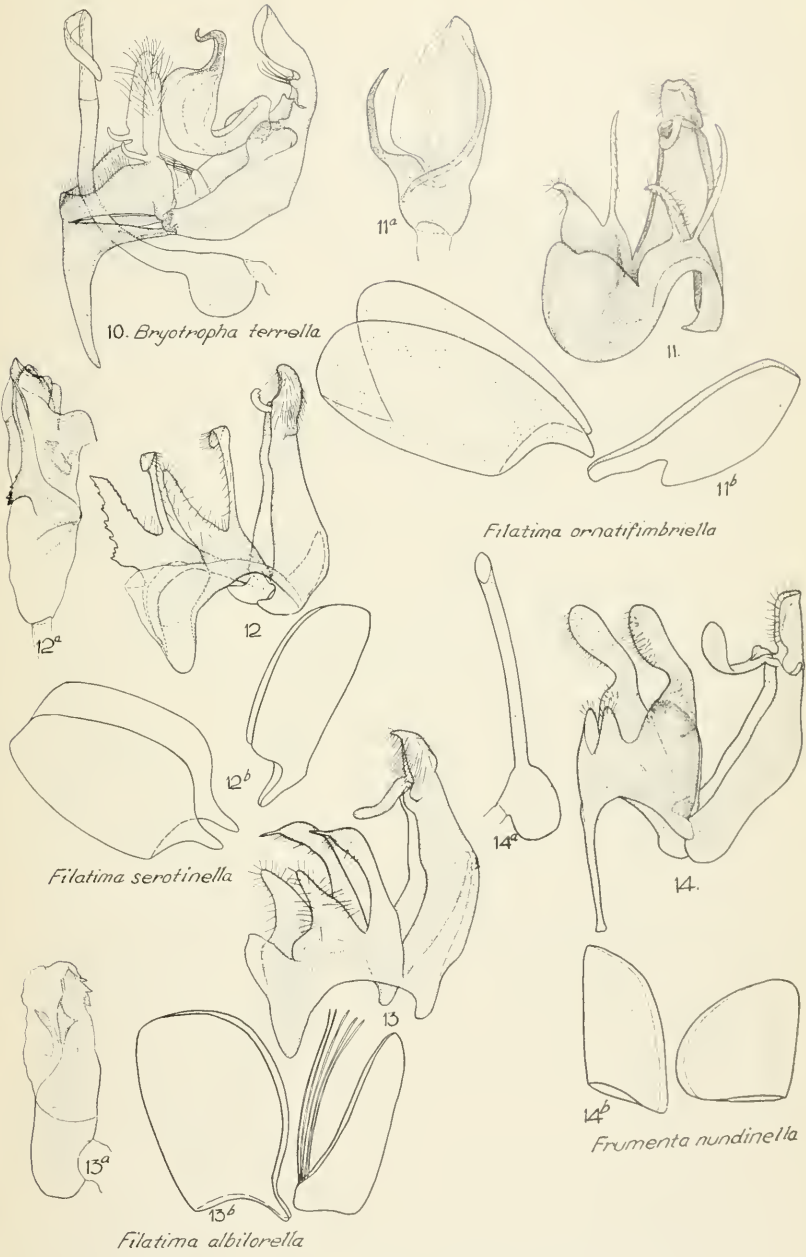 11ᵃ
10. Bryotropha terrella
11.
11ᵇ
Filatima ornatifimbriella
12ᵃ
12
12ᵇ
Filatima serotinella
14ᵃ
14.
13
13ᵃ
13ᵇ
Filatima albilorella
14ᵇ
Frumenta nundinella